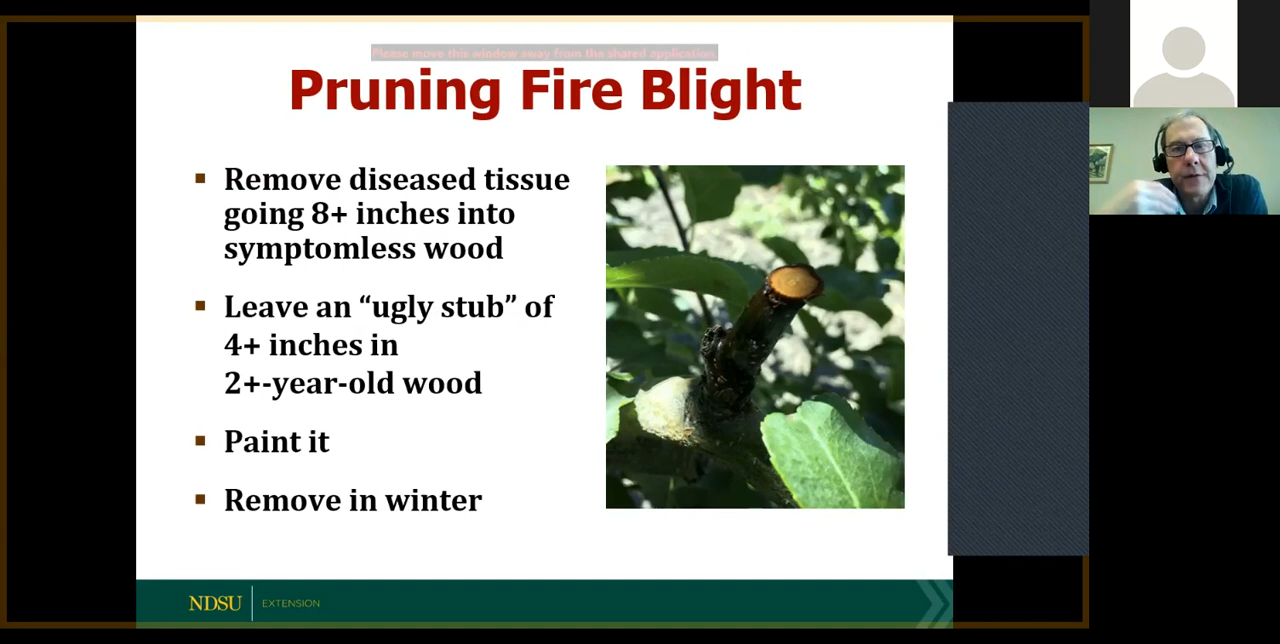 Please move this window away from the shared application.
Pruning Fire Blight
Remove diseased tissue
going 8+ inches into
symptomless wood
Leave an “ugly stub” of
4+ inches in
2+-year-old wood
Paint it
Remove in winter
NDSU EXTENSION